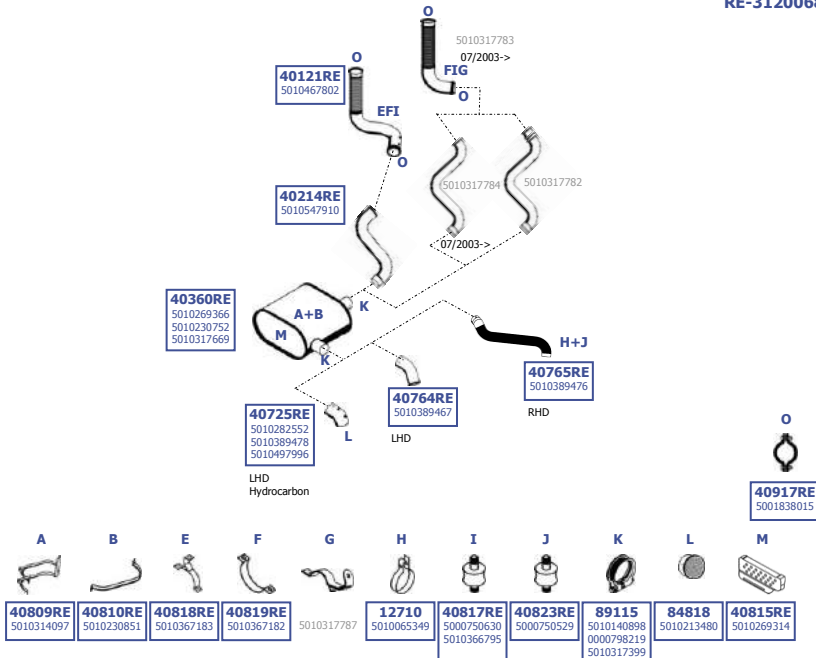 RE-3120068
O
5010317783
07/2003->
O
FIG
40121RE
5010467802
O
EFI
O
5010317784
5010317782
40214RE
5010547910
07/2003->
40360RE
5010269366
5010230752
5010317669
A+B
K
M
K
H+J
40765RE
5010389476
RHD
40764RE
5010389467
LHD
40725RE
5010282552
5010389478
5010497996
L
LHD
Hydrocarbon
O
40917RE
5001838015
A B E F G H I J K L M
40809RE
5010314097
40810RE
5010230851
40818RE
5010367183
40819RE
5010367182
5010317787
12710
5010065349
40817RE
5000750630
5010366795
40823RE
5000750529
89115
5010140898
0000798219
5010317399
84818
5010213480
40815RE
5010269314